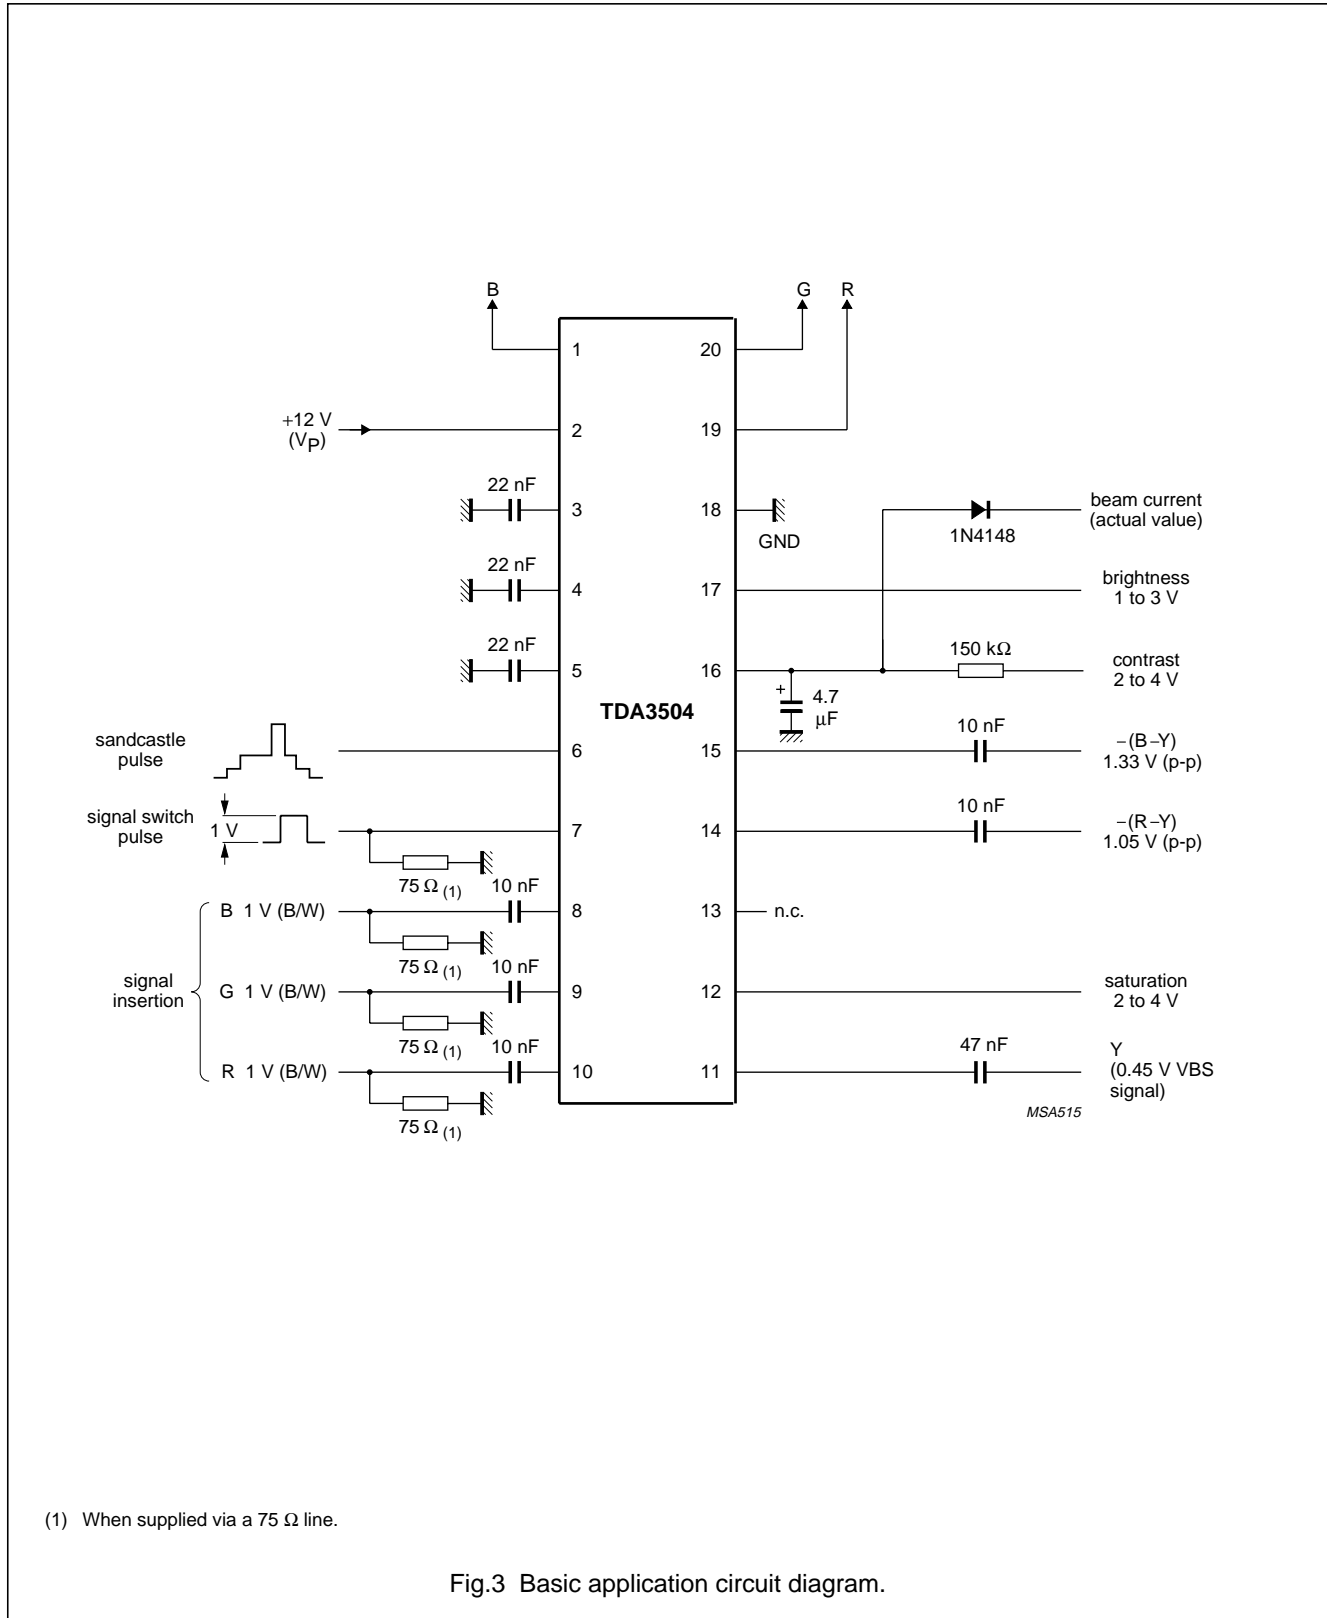 B
G R
1
20
+12 V
(VP)
2
19
22 nF
3
18
GND
1N4148
beam current
(actual value)
22 nF
4
17
brightness
1 to 3 V
22 nF
5
16
150 kΩ
contrast
2 to 4 V
+
4.7
μF
TDA3504
sandcastle
pulse
6
15
10 nF
−(B−Y)
1.33 V (p-p)
signal switch
pulse
1 V
7
14
10 nF
−(R−Y)
1.05 V (p-p)
75 Ω (1)
10 nF
B 1 V (B/W)
8
13
n.c.
75 Ω (1)
10 nF
signal
insertion
G 1 V (B/W)
9
12
saturation
2 to 4 V
75 Ω (1)
10 nF
R 1 V (B/W)
10
11
47 nF
Y
(0.45 V VBS
signal)
75 Ω (1)
MSA515
(1) When supplied via a 75 Ω line.
Fig.3 Basic application circuit diagram.